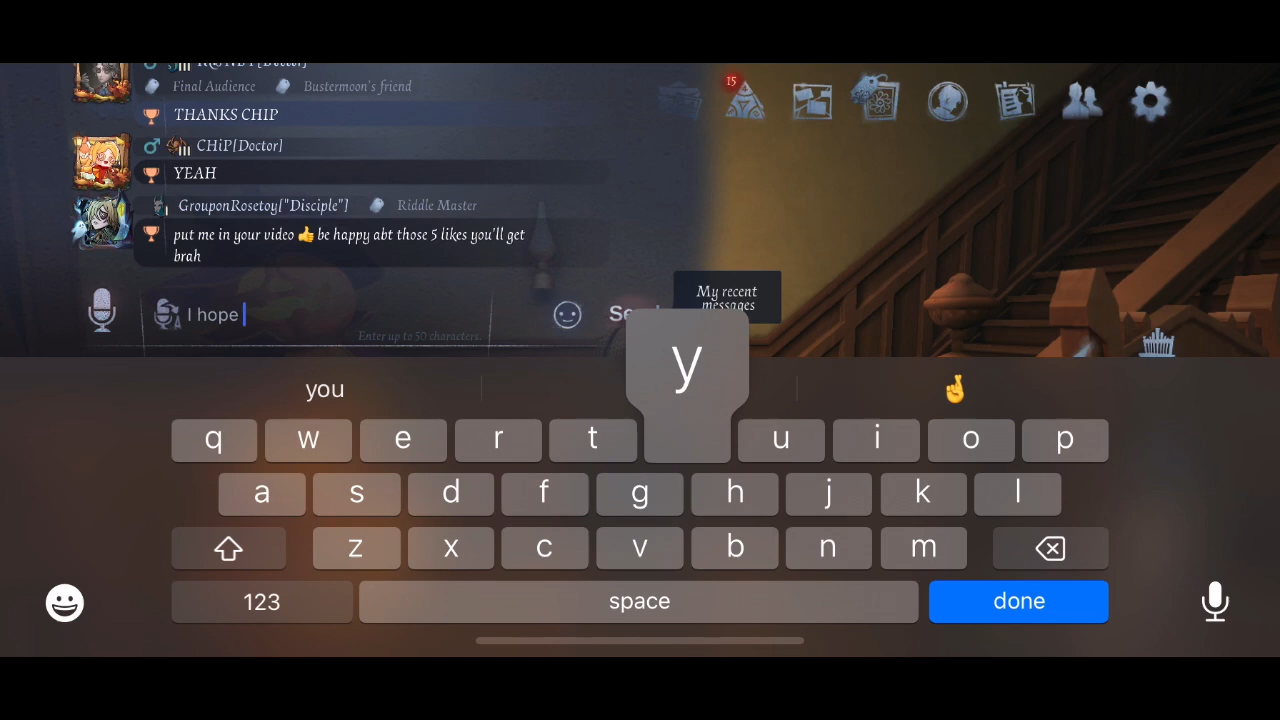 Final Audience Bustermoon's friend
15
THANKS CHIP
CHiP[Doctor]
YEAH
GrouponRosetoy["Disciple"] Riddle Master
put me in your video 👍 be happy abt those 5 likes you'll get
brah
My recent
messages
I hope
Enter up to 50 characters.
you 🤞
y
q w e r t u i o p
a s d f g h j k l
z x c v b n m
123 space done